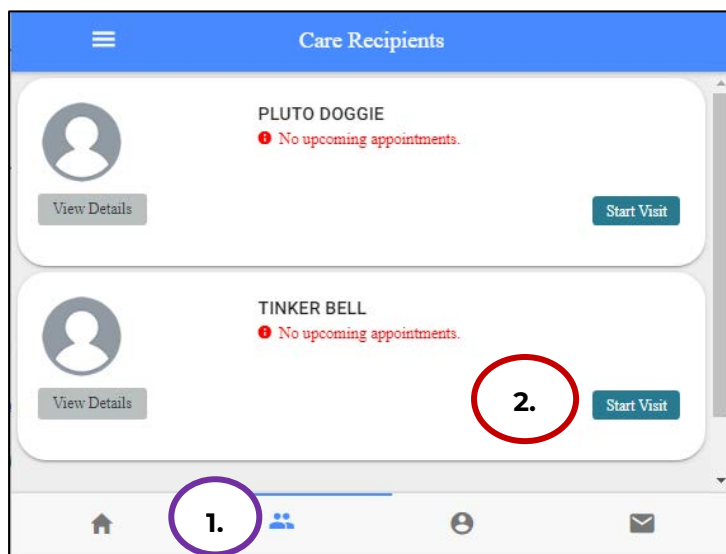 Care Recipients
PLUTO DOGGIE
No upcoming appointments.
View Details
Start Visit
TINKER BELL
No upcoming appointments.
View Details
2.
Start Visit
1.